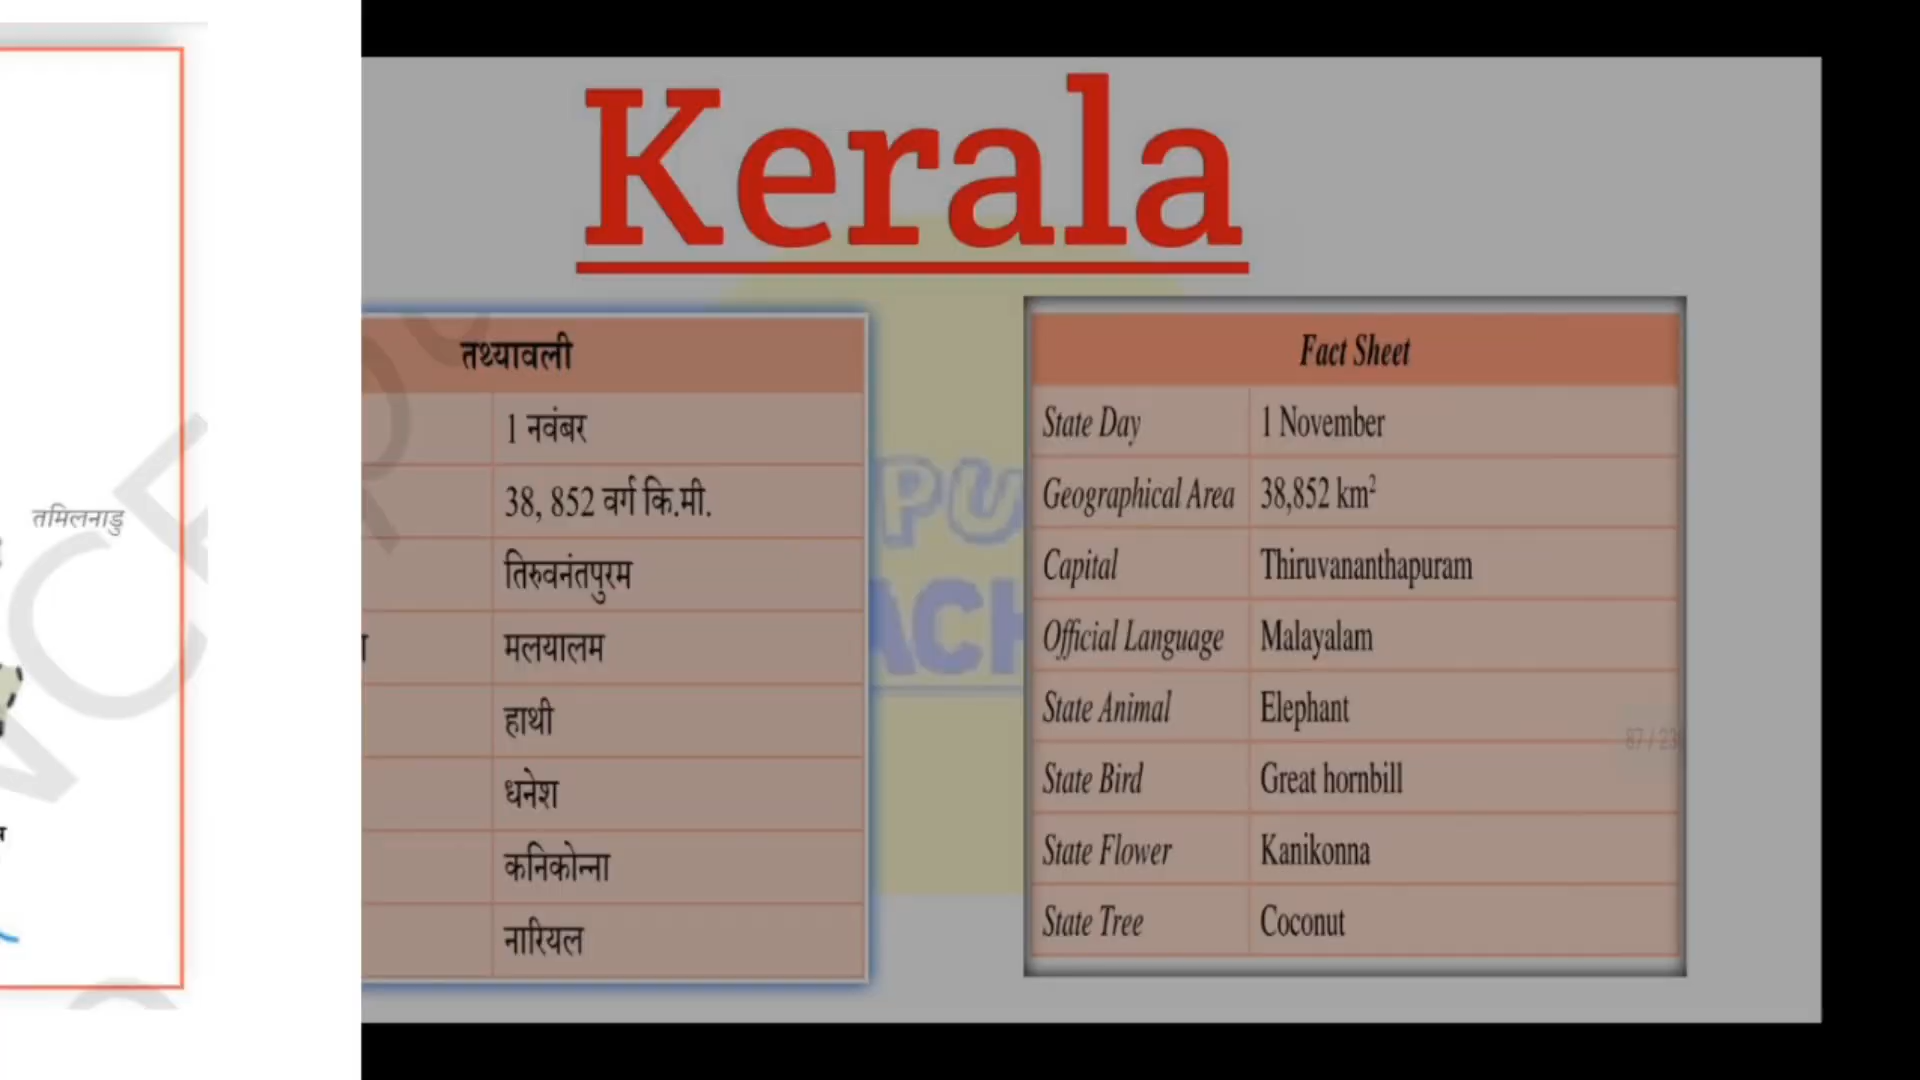 Kerala
तमिलनाडु
तथ्यावली
1 नवंबर
38, 852 वर्ग कि.मी.
तिरुवनंतपुरम
मलयालम
हाथी
धनेश
कनिकोन्ना
नारियल
Fact Sheet
State Day 1 November
Geographical Area 38,852 km²
Capital Thiruvananthapuram
Official Language Malayalam
State Animal Elephant
State Bird Great hornbill
State Flower Kanikonna
State Tree Coconut